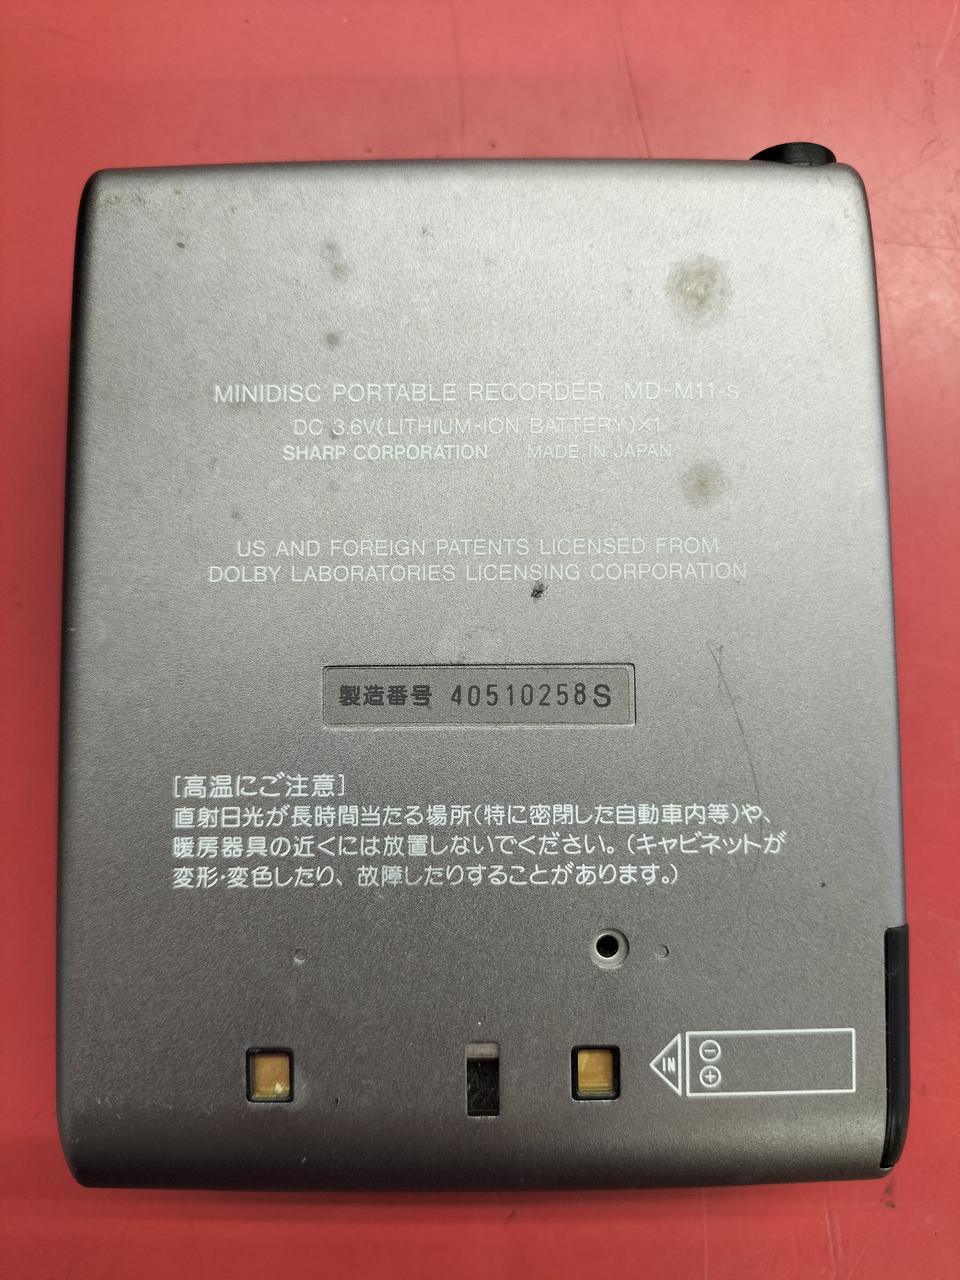 MINIDISC PORTABLE RECORDER MD-M11-S
DC 3.6V(LITHIUM-ION BATTERY)×1
SHARP CORPORATION MADE IN JAPAN
US AND FOREIGN PATENTS LICENSED FROM
DOLBY LABORATORIES LICENSING CORPORATION
製造番号 40510258S
[高温にご注意]
直射日光が長時間当たる場所(特に密閉した自動車内等)や、
暖房器具の近くには放置しないでください。(キャビネットが
変形・変色したり、故障したりすることがあります。)
IN ⊖
⊕